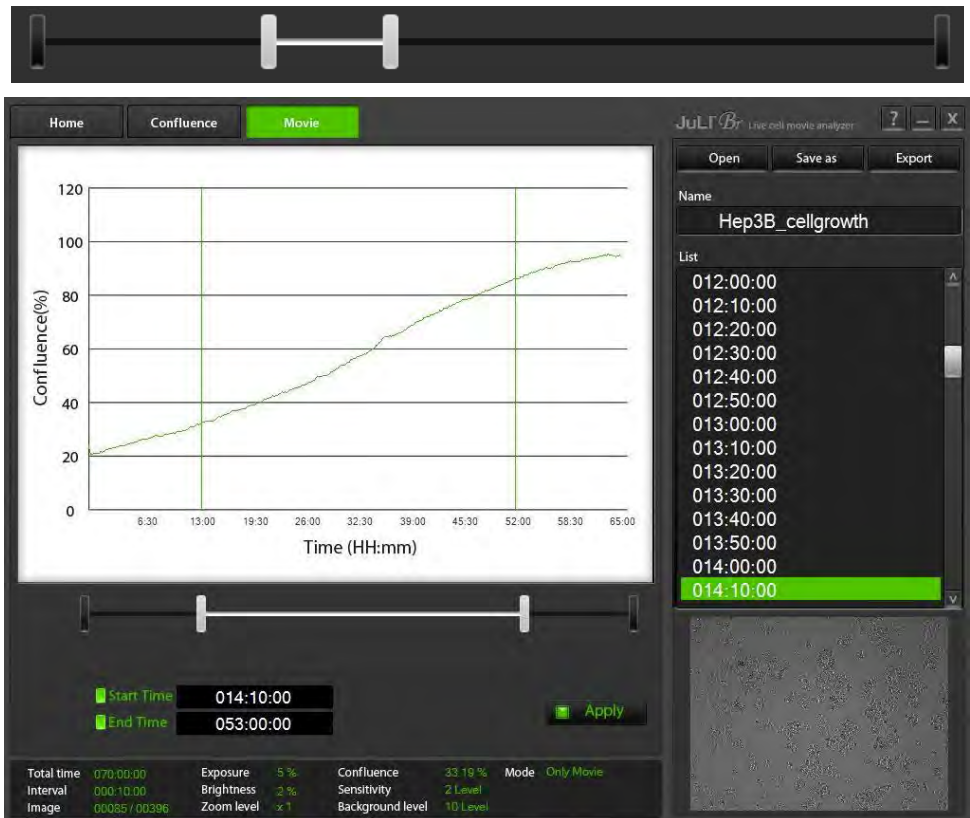 Home Confluence Movie
JuLI Br Live cell movie analyzer ? – X
Open Save as Export
Name
Hep3B_cellgrowth
List
012:00:00
012:10:00
012:20:00
012:30:00
012:40:00
012:50:00
013:00:00
013:10:00
013:20:00
013:30:00
013:40:00
013:50:00
014:00:00
014:10:00
Confluence(%)
120
100
80
60
40
20
0
6:30 13:00 19:30 26:00 32:30 39:00 45:30 52:00 58:30 65:00
Time (HH:mm)
Start Time 014:10:00
End Time 053:00:00
Apply
Total time 070:00:00 Exposure 5 % Confluence 33.19 % Mode Only Movie
Interval 000:10:00 Brightness 2 % Sensitivity 2 Level
Image 00085 / 00396 Zoom level x 1 Background level 10 Level